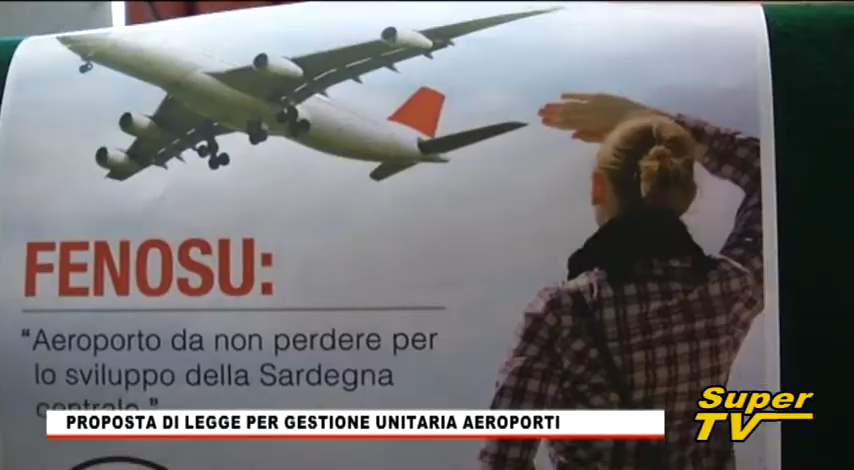 FENOSU:
"Aeroporto da non perdere per
lo sviluppo della Sardegna
centrale."
PROPOSTA DI LEGGE PER GESTIONE UNITARIA AEROPORTI
Super
TV